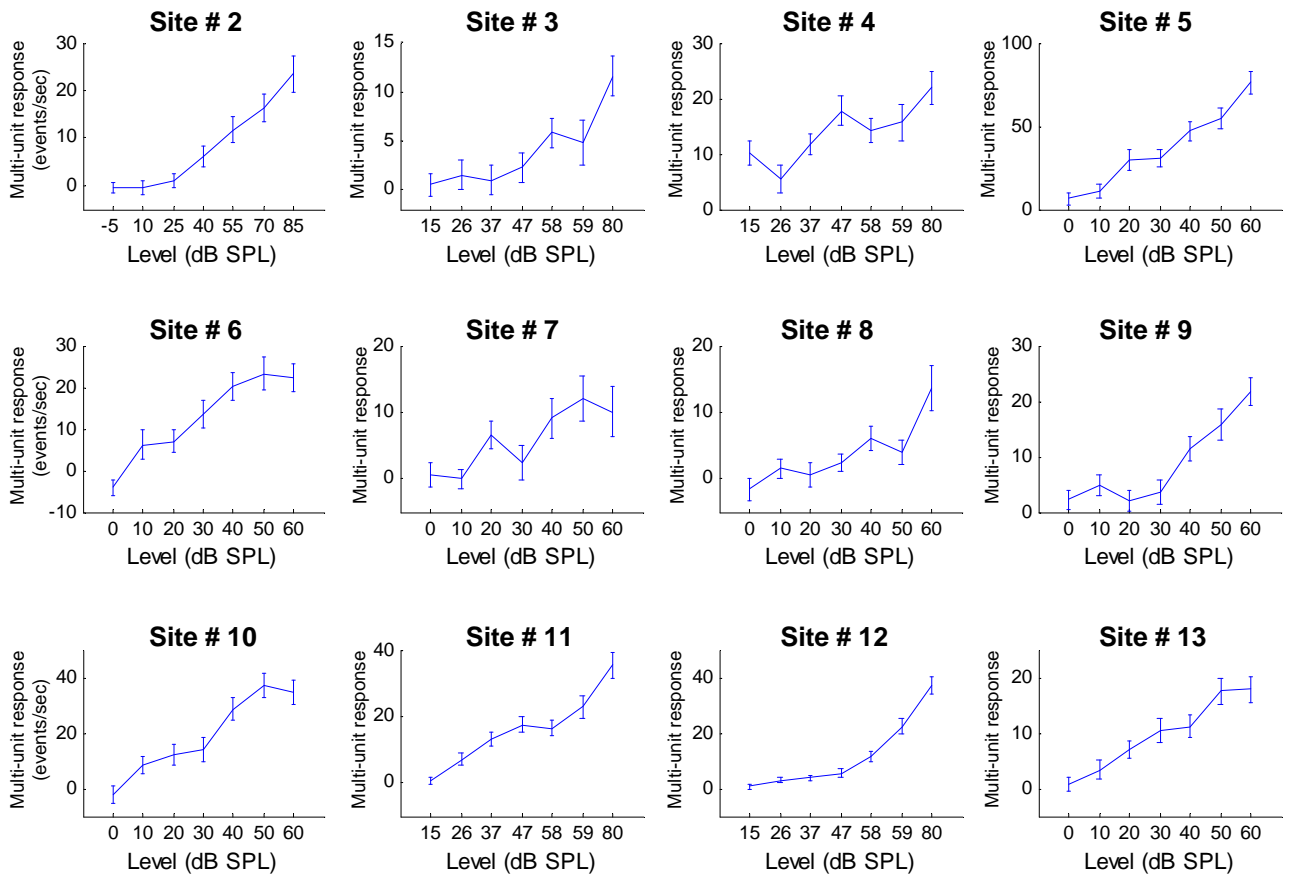 Site # 2
Site # 3
Site # 4
Site # 5
Multi-unit response
(events/sec)
30
20
10
0
-5 10 25 40 55 70 85
Level (dB SPL)
Multi-unit response
15
10
5
0
15 26 37 47 58 59 80
Level (dB SPL)
Multi-unit response
30
20
10
0
15 26 37 47 58 59 80
Level (dB SPL)
Multi-unit response
100
50
0
0 10 20 30 40 50 60
Level (dB SPL)
Site # 6
Site # 7
Site # 8
Site # 9
Multi-unit response
(events/sec)
30
20
10
0
-10
0 10 20 30 40 50 60
Level (dB SPL)
Multi-unit response
20
10
0
0 10 20 30 40 50 60
Level (dB SPL)
Multi-unit response
20
10
0
0 10 20 30 40 50 60
Level (dB SPL)
Multi-unit response
30
20
10
0
0 10 20 30 40 50 60
Level (dB SPL)
Site # 10
Site # 11
Site # 12
Site # 13
Multi-unit response
(events/sec)
40
20
0
0 10 20 30 40 50 60
Level (dB SPL)
Multi-unit response
40
20
0
15 26 37 47 58 59 80
Level (dB SPL)
Multi-unit response
40
20
0
15 26 37 47 58 59 80
Level (dB SPL)
Multi-unit response
20
10
0
0 10 20 30 40 50 60
Level (dB SPL)